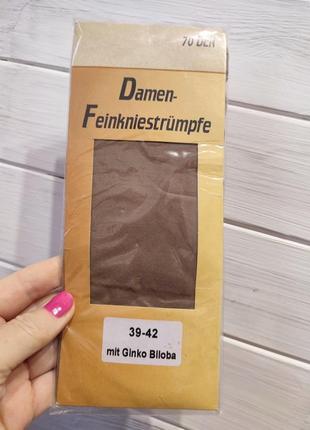 70 DEN
Damen-
Feinkniestrümpfe
39-42
mit Ginko Biloba